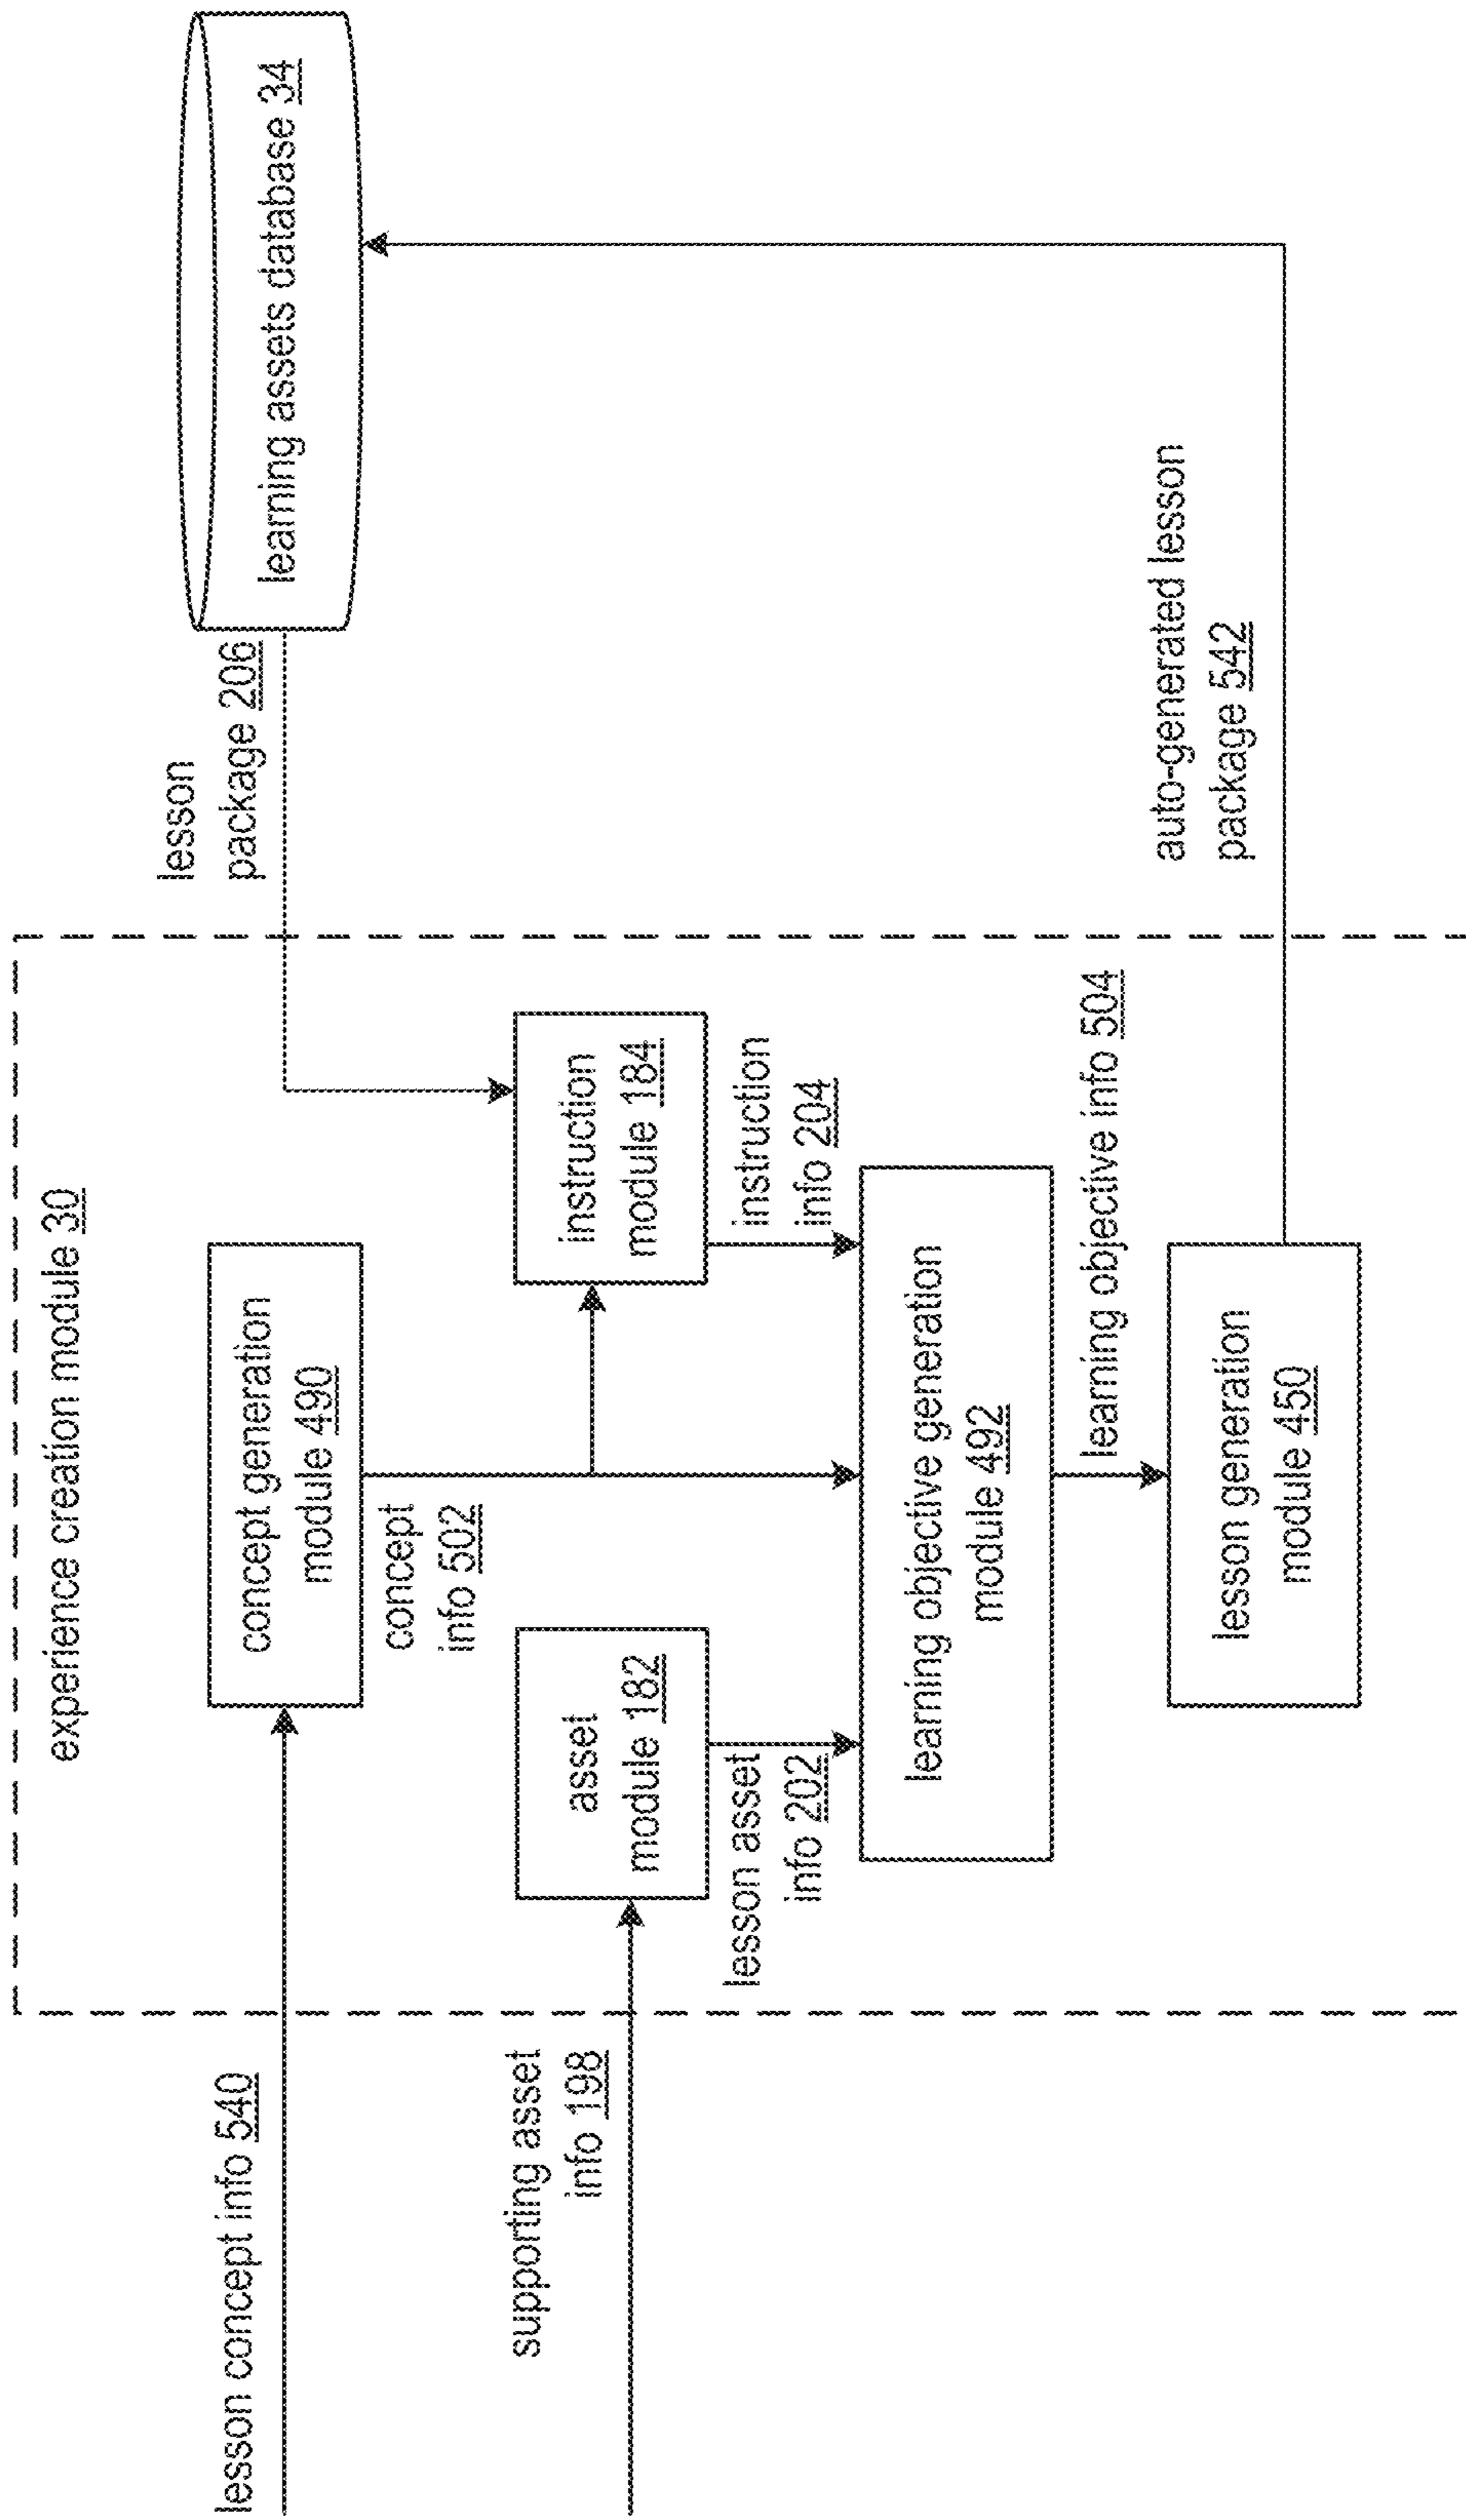 experience creation module 30
lesson concept info 540
concept generation
module 490
lesson
package 206
learning assets database 34
concept
info 502
supporting asset
info 198
asset
module 182
instruction
module 184
lesson asset
info 202
instruction
info 204
learning objective generation
module 492
learning objective info 504
lesson generation
module 450
auto-generated lesson
package 542